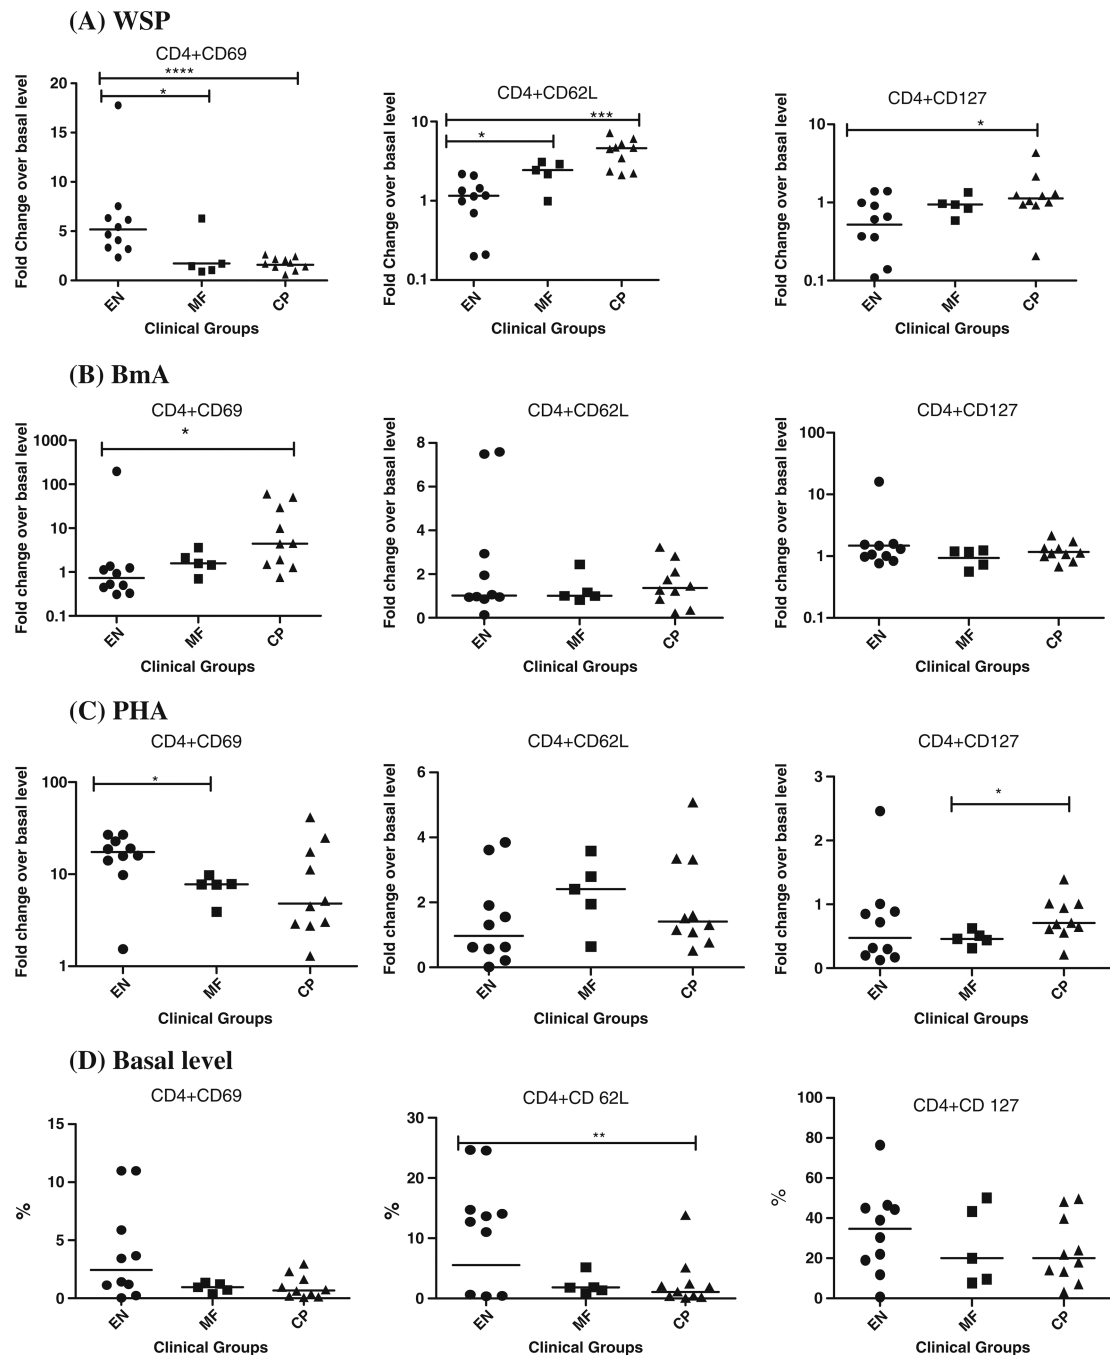 (A) WSP
CD4+CD69
****
*
Fold Change over basal level
20
15
10
5
0
EN
MF
CP
Clinical Groups
CD4+CD62L
***
*
Fold Change over basal level
10
1
0.1
EN
MF
CP
Clinical Groups
CD4+CD127
*
Fold Change over basal level
10
1
0.1
EN
MF
CP
Clinical Groups
(B) BmA
CD4+CD69
*
Fold change over basal level
1000
100
10
1
0.1
EN
MF
CP
Clinical Groups
CD4+CD62L
Fold change over basal level
8
6
4
2
0
EN
MF
CP
Clinical Groups
CD4+CD127
Fold change over basal level
100
10
1
0.1
EN
MF
CP
Clinical Groups
(C) PHA
CD4+CD69
*
Fold change over basal level
100
10
1
EN
MF
CP
Clinical Groups
CD4+CD62L
Fold change over basal level
6
4
2
0
EN
MF
CP
Clinical Groups
CD4+CD127
*
Fold change over basal level
3
2
1
0
EN
MF
CP
Clinical Groups
(D) Basal level
CD4+CD69
%
15
10
5
0
EN
MF
CP
Clinical Groups
CD4+CD 62L
**
%
30
20
10
0
EN
MF
CP
Clinical Groups
CD4+CD 127
%
100
80
60
40
20
0
EN
MF
CP
Clinical Groups